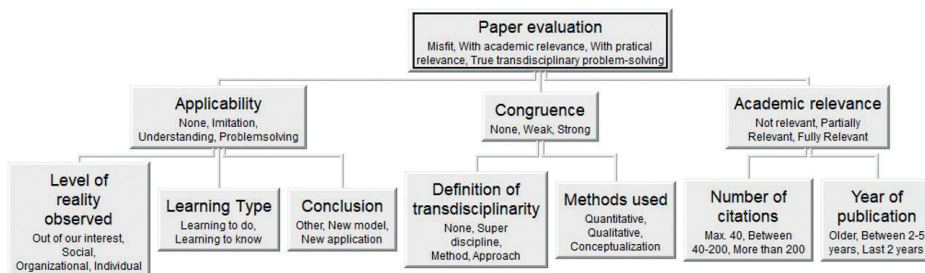 Paper evaluation
Misfit, With academic relevance, With pratical
relevance, True transdisciplinary problem-solving
Applicability
None, Imitation,
Understanding, Problemsolving
Congruence
None, Weak, Strong
Academic relevance
Not relevant, Partially
Relevant, Fully Relevant
Level of
reality
observed
Out of our interest,
Social,
Organizational, Individual
Learning Type
Learning to do,
Learning to know
Conclusion
Other, New model,
New application
Definition of
transdisciplinarity
None, Super
discipline,
Method, Approach
Methods used
Quantitative,
Qualitative,
Conceptualization
Number of
citations
Max. 40, Between
40-200, More than 200
Year of
publication
Older, Between 2-5
years, Last 2 years